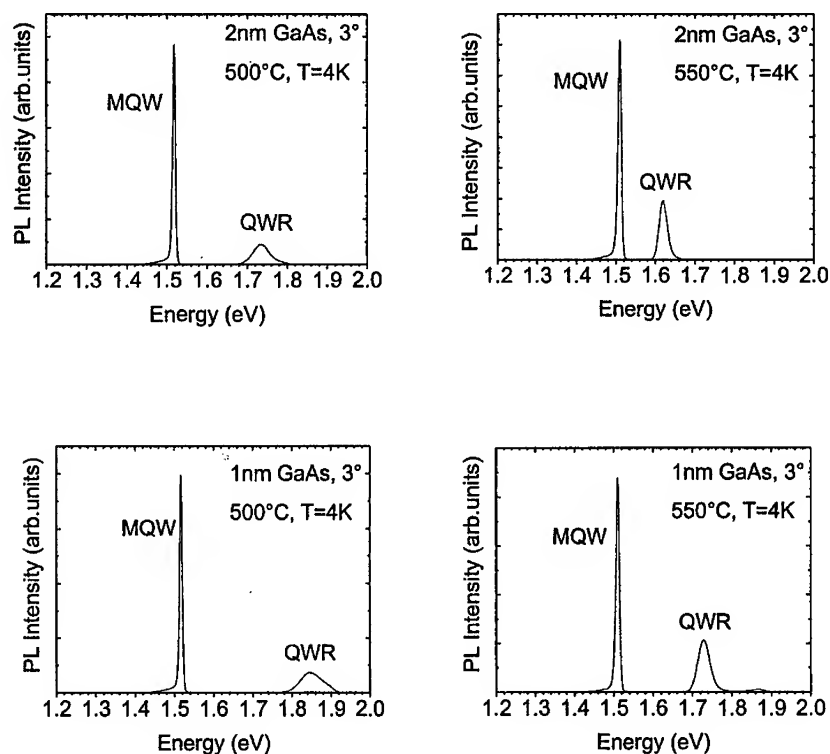 2nm GaAs, 3°
500°C, T=4K
MQW
QWR
PL Intensity (arb.units)
1.2 1.3 1.4 1.5 1.6 1.7 1.8 1.9 2.0
Energy (eV)
2nm GaAs, 3°
550°C, T=4K
MQW
QWR
PL Intensity (arb.units)
1.2 1.3 1.4 1.5 1.6 1.7 1.8 1.9 2.0
Energy (eV)
1nm GaAs, 3°
500°C, T=4K
MQW
QWR
PL Intensity (arb.units)
1.2 1.3 1.4 1.5 1.6 1.7 1.8 1.9 2.0
Energy (eV)
1nm GaAs, 3°
550°C, T=4K
MQW
QWR
PL Intensity (arb.units)
1.2 1.3 1.4 1.5 1.6 1.7 1.8 1.9 2.0
Energy (eV)